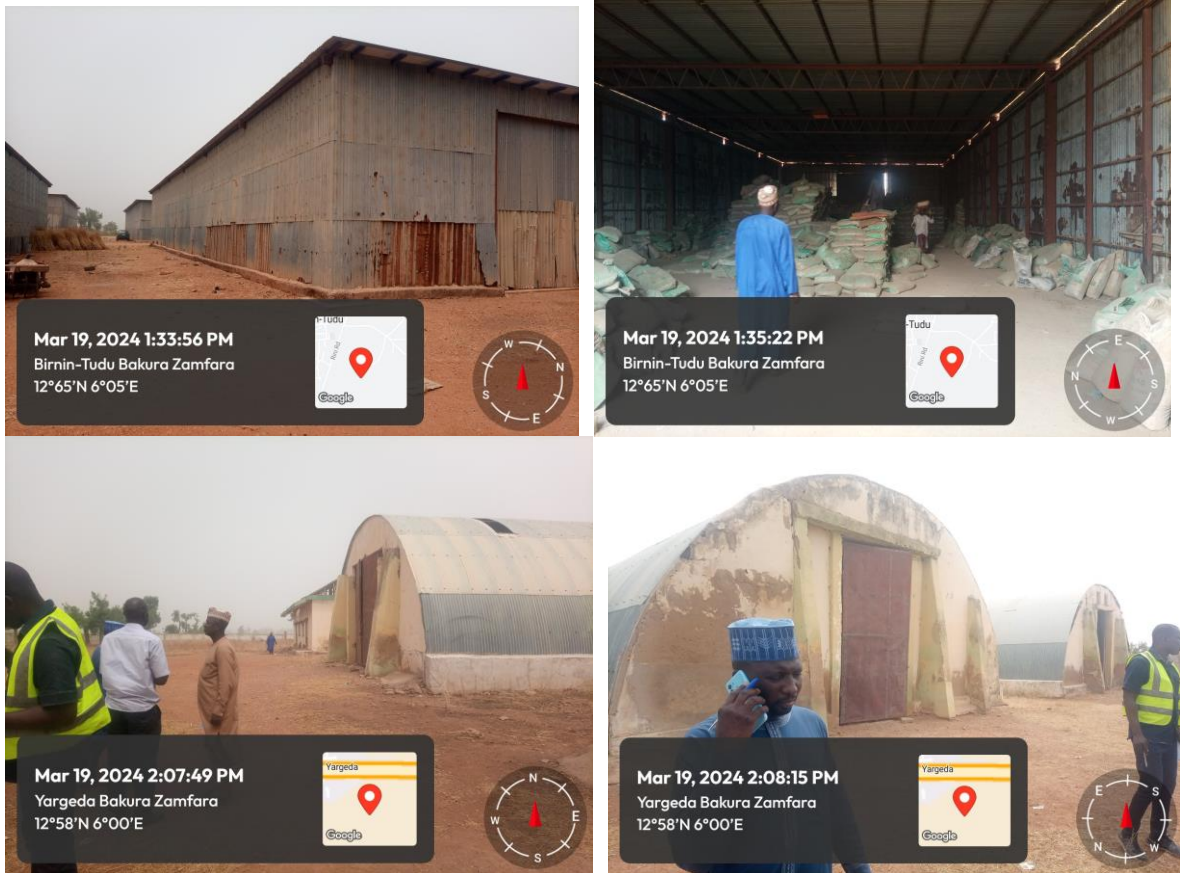 Mar 19, 2024 1:33:56 PM
Birnin-Tudu Bakura Zamfara
12°65'N 6°05'E
n-Tudu
Google
W
N
S
E
Mar 19, 2024 1:35:22 PM
Birnin-Tudu Bakura Zamfara
12°65'N 6°05'E
-Tudu
Google
E
N
S
W
Mar 19, 2024 2:07:49 PM
Yargeda Bakura Zamfara
12°58'N 6°00'E
Yargeda
Google
N
W
E
S
Mar 19, 2024 2:08:15 PM
Yargeda Bakura Zamfara
12°58'N 6°00'E
Yargeda
Google
E
S
N
W